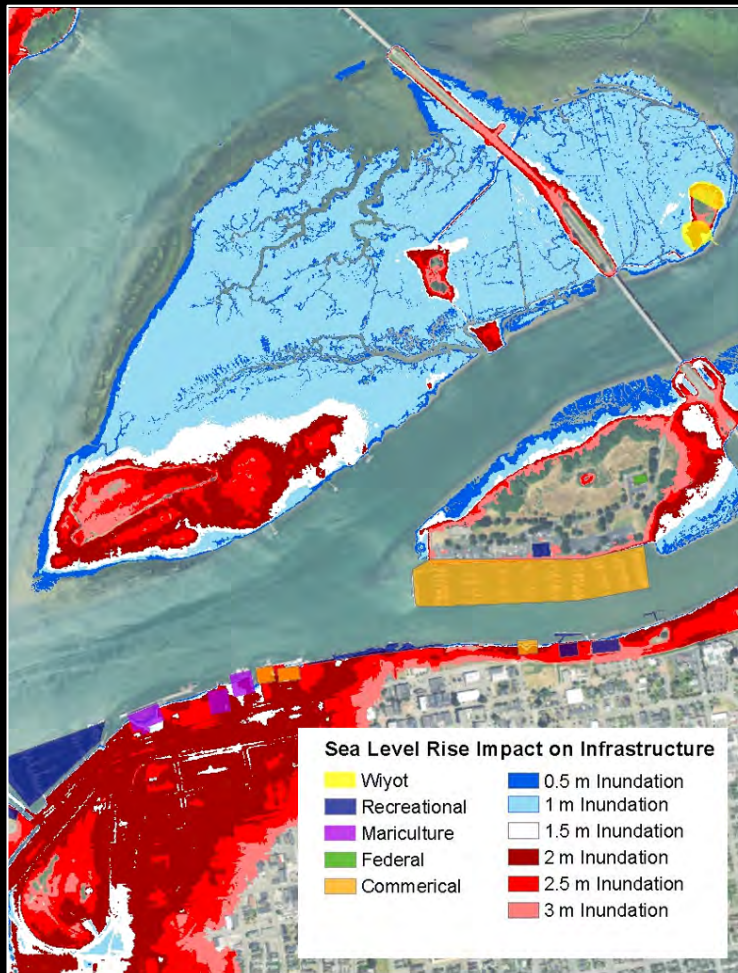 Sea Level Rise Impact on Infrastructure
Wiyot
Recreational
Mariculture
Federal
Commerical
0.5 m Inundation
1 m Inundation
1.5 m Inundation
2 m Inundation
2.5 m Inundation
3 m Inundation